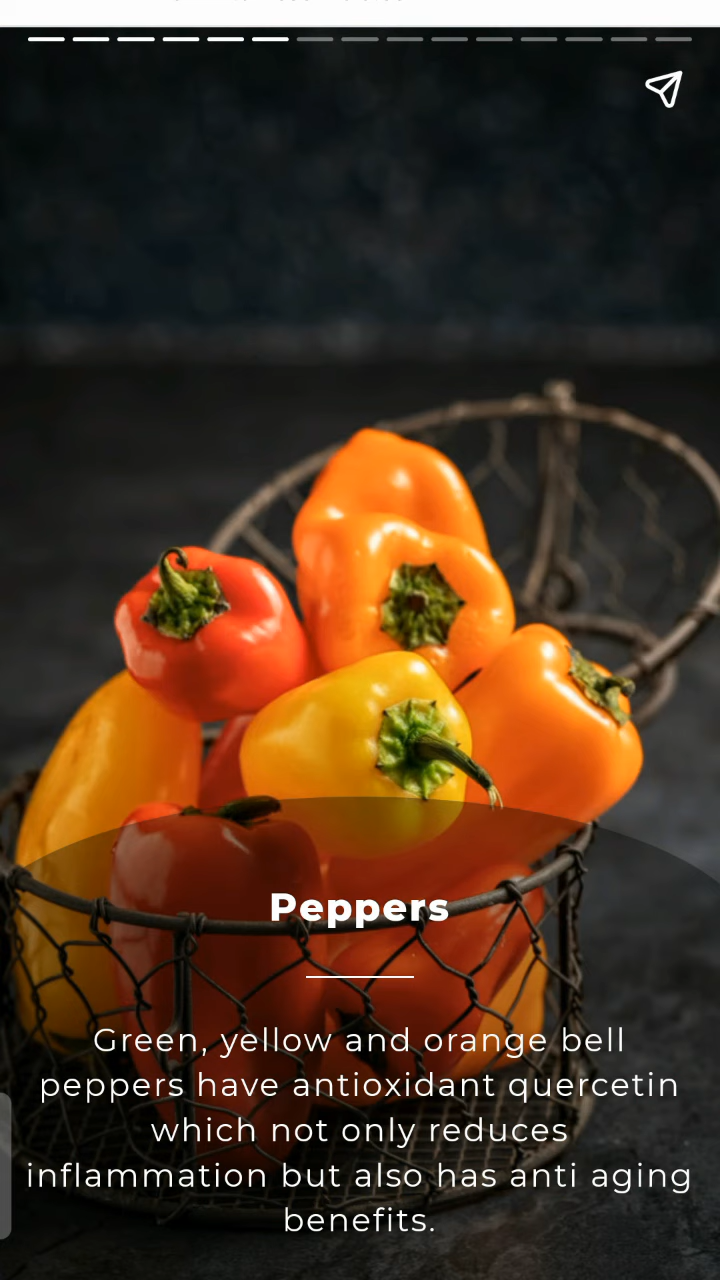 Peppers
Green, yellow and orange bell
peppers have antioxidant quercetin
which not only reduces
inflammation but also has anti aging
benefits.